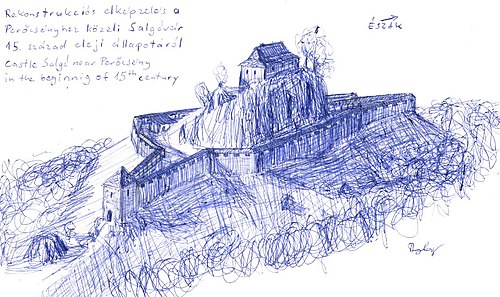 Rekonstrukciós elképzelés a
Perőcsényhez közeli Salgóvár
15. század eleji állapotáról
Castle Salgó near Perőcsény
in the beginnig of 15th century
Észak